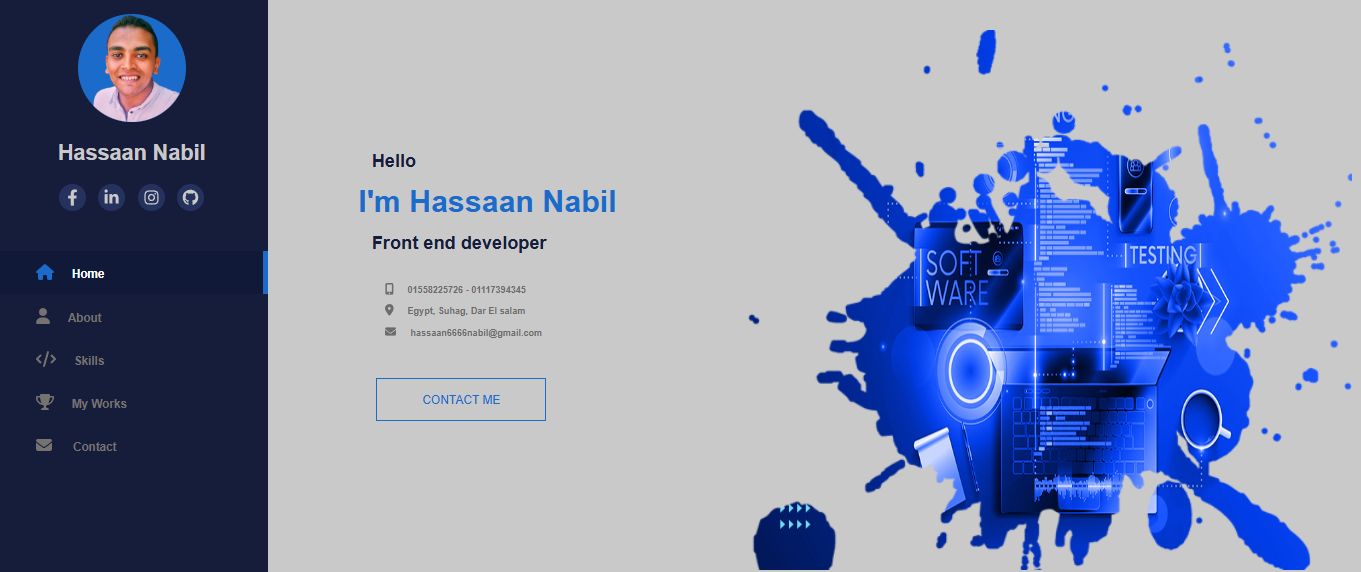 Hassaan Nabil
Home
About
Skills
My Works
Contact
Hello
I'm Hassaan Nabil
Front end developer
01558225726 - 01117394345
Egypt, Suhag, Dar El salam
hassaan6666nabil@gmail.com
CONTACT ME
SOFT
WARE
TESTING